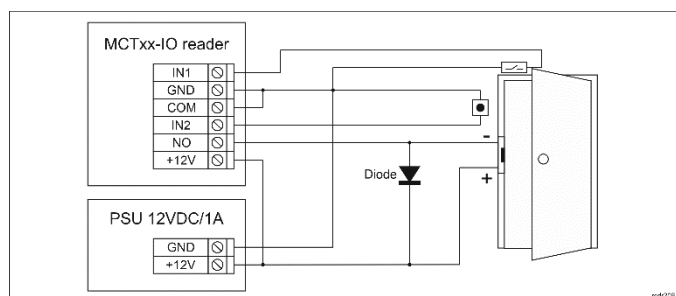 MCTxx-IO reader
IN1
GND
COM
IN2
NO
+12V
-
+
Diode
PSU 12VDC/1A
GND
+12V